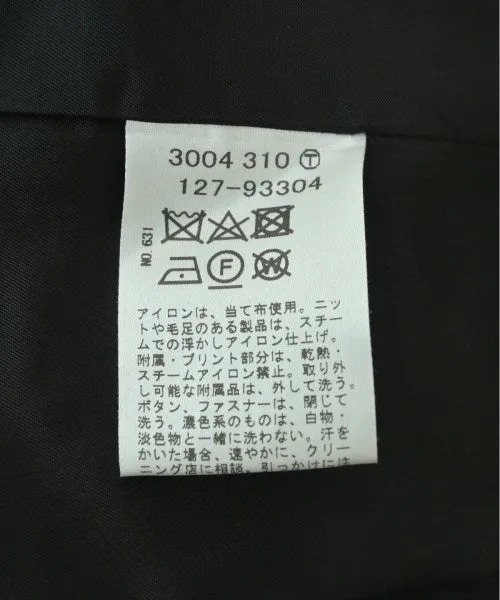 3004 310 Ⓣ
127-93304
NO.631
F
W
アイロンは、当て布使用。ニッ
トや毛足のある製品は、スチー
ムでの浮かしアイロン仕上げ。
附属・プリント部分は、乾熱・
スチームアイロン禁止。取り外
し可能な附属品は、外して洗う。
ボタン、ファスナーは、閉じて
洗う。濃色系のものは、白物・
淡色物と一緒に洗わない。汗を
かいた場合、速やかに、クリー
ニング店に相談。引っかけに注